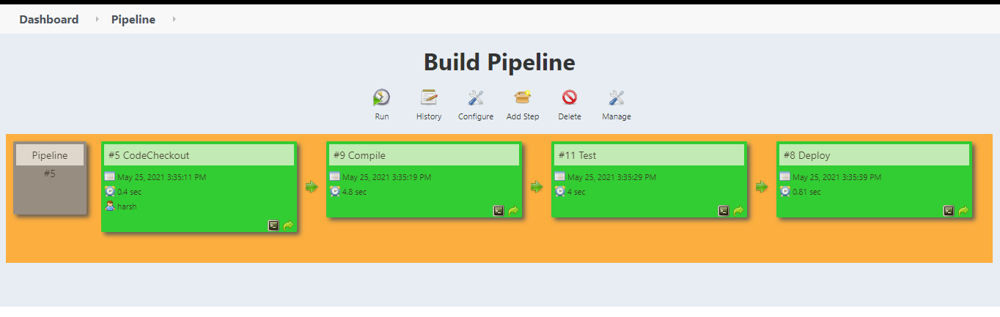 Dashboard Pipeline
Build Pipeline
Run History Configure Add Step Delete Manage
Pipeline
#5
#5 CodeCheckout
May 25, 2021 3:35:11 PM
0.4 sec
harsh
#9 Compile
May 25, 2021 3:35:19 PM
4.8 sec
#11 Test
May 25, 2021 3:35:29 PM
4 sec
#8 Deploy
May 25, 2021 3:35:39 PM
0.81 sec